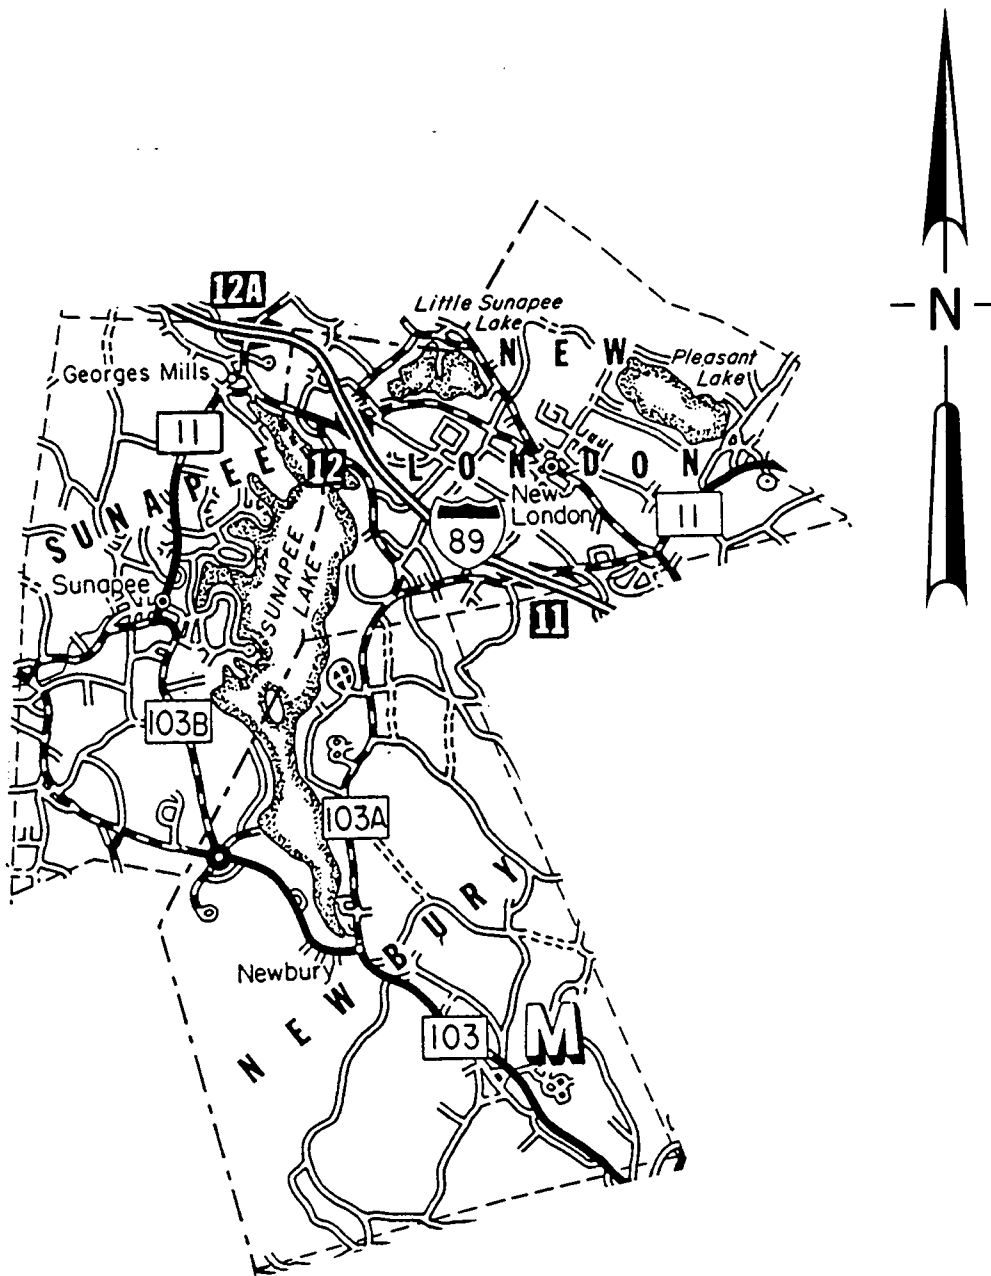 12A
Little Sunapee
Lake
N E W
Pleasant
Lake
Georges Mills
11
S U N A P E E
12
L O N D O N
New
London
11
89
SUNAPEE
LAKE
Sunapee
11
103B
103A
N E W B U R Y
Newbury
103
M
N